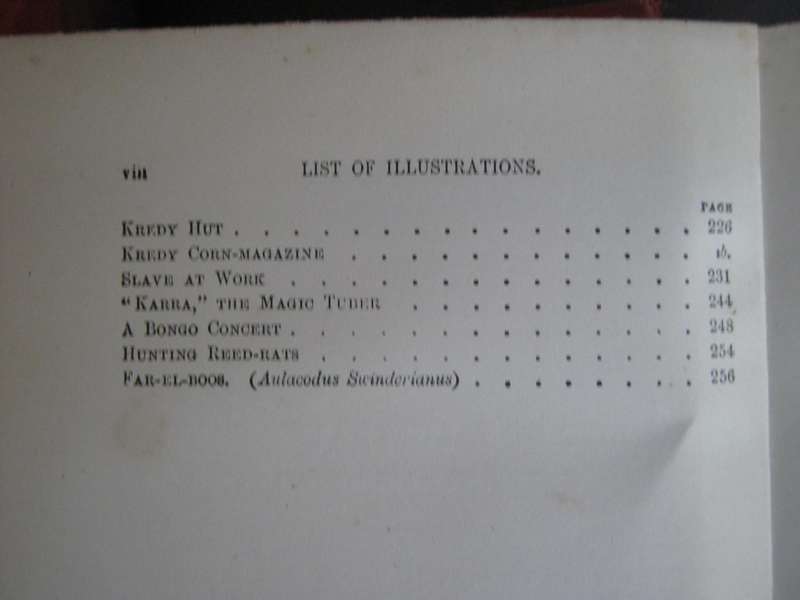 viii LIST OF ILLUSTRATIONS.
PAGE
KREDY HUT . . . . . . . . . . . . . . . . 226
KREDY CORN-MAGAZINE . . . . . . . . . . . . ib.
SLAVE AT WORK . . . . . . . . . . . . . . 231
"KARRA," THE MAGIC TUBER . . . . . . . . . . 244
A BONGO CONCERT . . . . . . . . . . . . . . 248
HUNTING REED-RATS . . . . . . . . . . . . . 254
FAR-EL-BOOS. (Aulacodus Swinderianus) . . . . . . . . 256